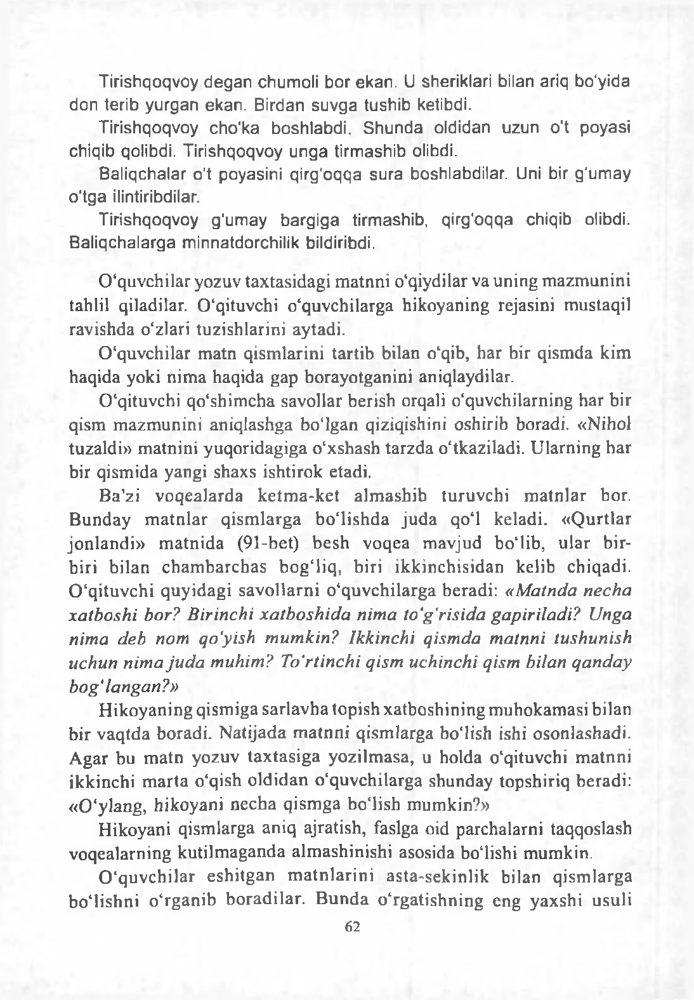 Tirishqoqvoy degan chumoli bor ekan. U sheriklari bilan ariq bo'yida
don terib yurgan ekan. Birdan suvga tushib ketibdi.
Tirishqoqvoy cho'ka boshlabdi. Shunda oldidan uzun o't poyasi
chiqib qolibdi. Tirishqoqvoy unga tirmashib olibdi.
Baliqchalar o't poyasini qirg'oqqa sura boshlabdilar. Uni bir g'umay
o'tga ilintiribdilar.
Tirishqoqvoy g'umay bargiga tirmashib, qirg'oqqa chiqib olibdi.
Baliqchalarga minnatdorchilik bildiribdi.
O‘quvchilar yozuv taxtasidagi matnni o‘qiydilar va uning mazmunini
tahlil qiladilar. O‘qituvchi o‘quvchilarga hikoyaning rejasini mustaqil
ravishda o‘zlari tuzishlarini aytadi.
O‘quvchilar matn qismlarini tartib bilan o‘qib, har bir qismda kim
haqida yoki nima haqida gap borayotganini aniqlaydilar.
O‘qituvchi qo‘shimcha savollar berish orqali o‘quvchilarning har bir
qism mazmunini aniqlashga bo‘lgan qiziqishini oshirib boradi. «Nihol
tuzaldi» matnini yuqoridagiga o‘xshash tarzda o‘tkaziladi. Ularning har
bir qismida yangi shaxs ishtirok etadi.
Ba’zi voqealarda ketma-ket almashib turuvchi matnlar bor.
Bunday matnlar qismlarga bo‘lishda juda qo‘l keladi. «Qurtlar
jonlandi» matnida (91-bet) besh voqea mavjud bo‘lib, ular bir-
biri bilan chambarchas bog‘liq, biri ikkinchisidan kelib chiqadi.
O‘qituvchi quyidagi savollarni o‘quvchilarga beradi: «Matnda necha
xatboshi bor? Birinchi xatboshida nima to‘g‘risida gapiriladi? Unga
nima deb nom qo‘yish mumkin? Ikkinchi qismda matnni tushunish
uchun nima juda muhim? To‘rtinchi qism uchinchi qism bilan qanday
bog‘langan?»
Hikoyaning qismiga sarlavha topish xatboshining muhokamasi bilan
bir vaqtda boradi. Natijada matnni qismlarga bo‘lish ishi osonlashadi.
Agar bu matn yozuv taxtasiga yozilmasa, u holda o‘qituvchi matnni
ikkinchi marta o‘qish oldidan o‘quvchilarga shunday topshiriq beradi:
«O‘ylang, hikoyani necha qismga bo‘lish mumkin?»
Hikoyani qismlarga aniq ajratish, faslga oid parchalarni taqqoslash
voqealarning kutilmaganda almashinishi asosida bo‘lishi mumkin.
O‘quvchilar eshitgan matnlarini asta-sekinlik bilan qismlarga
bo‘lishni o‘rganib boradilar. Bunda o‘rgatishning eng yaxshi usuli
62